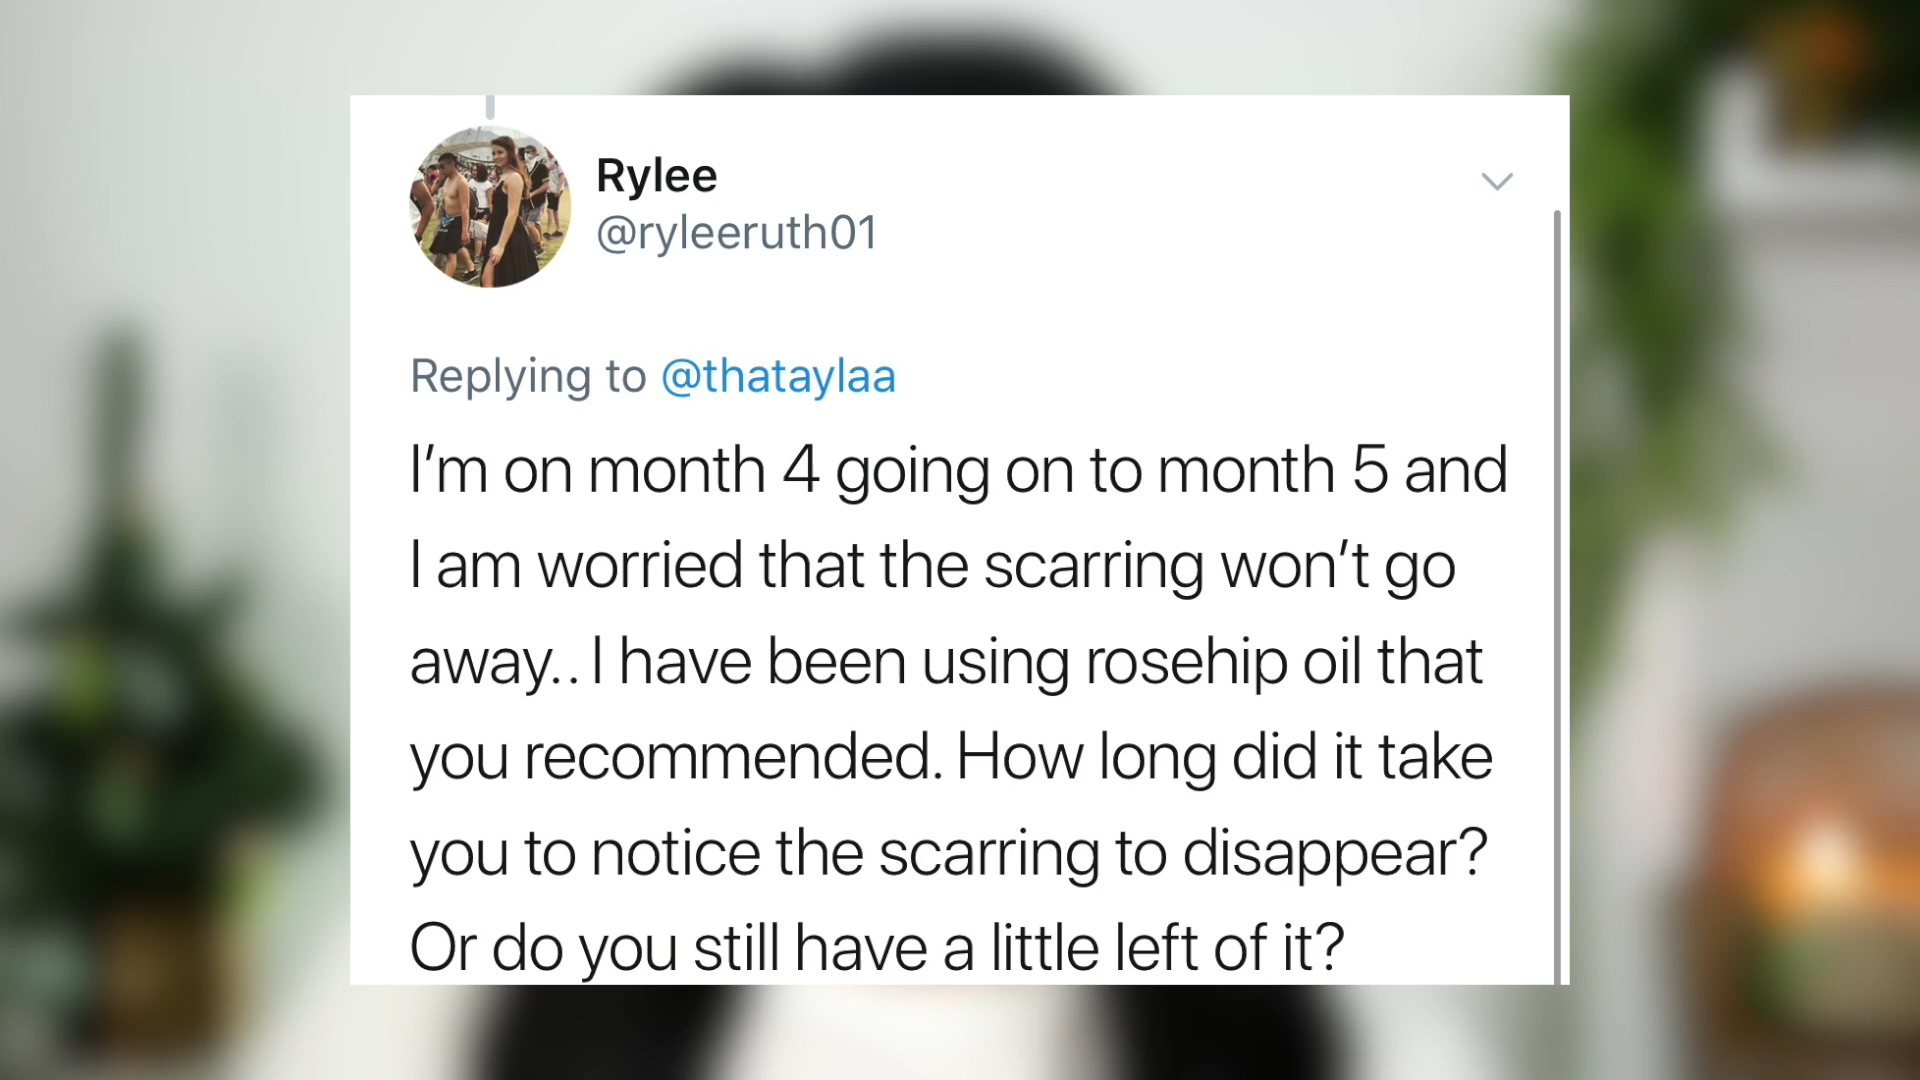 Rylee
@ryleeruth01
Replying to @thataylaa
I’m on month 4 going on to month 5 and
I am worried that the scarring won’t go
away.. I have been using rosehip oil that
you recommended. How long did it take
you to notice the scarring to disappear?
Or do you still have a little left of it?